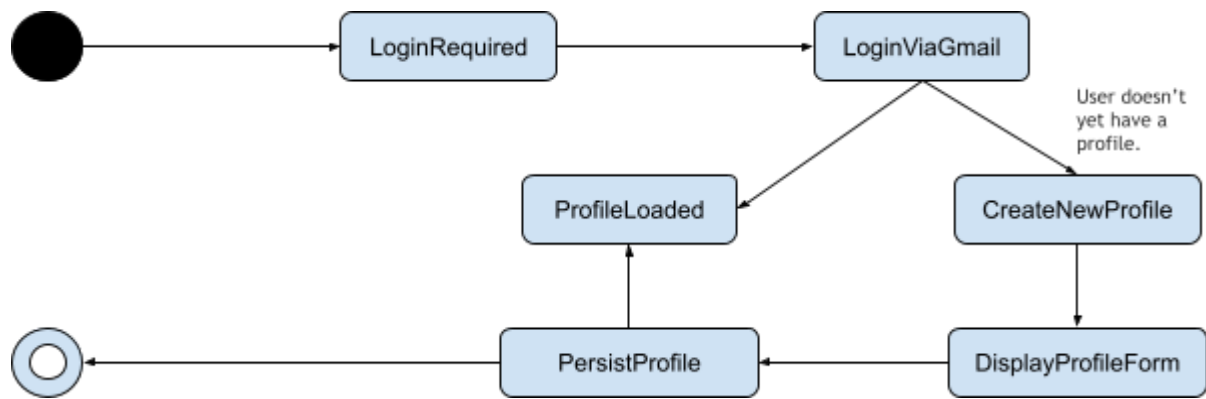 LoginRequired
LoginViaGmail
User doesn't
yet have a
profile.
ProfileLoaded
CreateNewProfile
PersistProfile
DisplayProfileForm